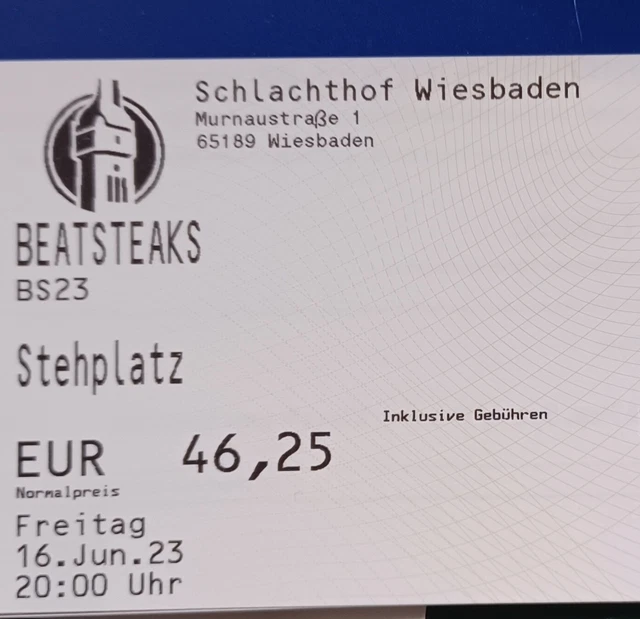 Schlachthof Wiesbaden
Murnaustraße 1
65189 Wiesbaden
BEATSTEAKS
BS23
Stehplatz
Inklusive Gebühren
EUR 46,25
Normalpreis
Freitag
16.Jun.23
20:00 Uhr